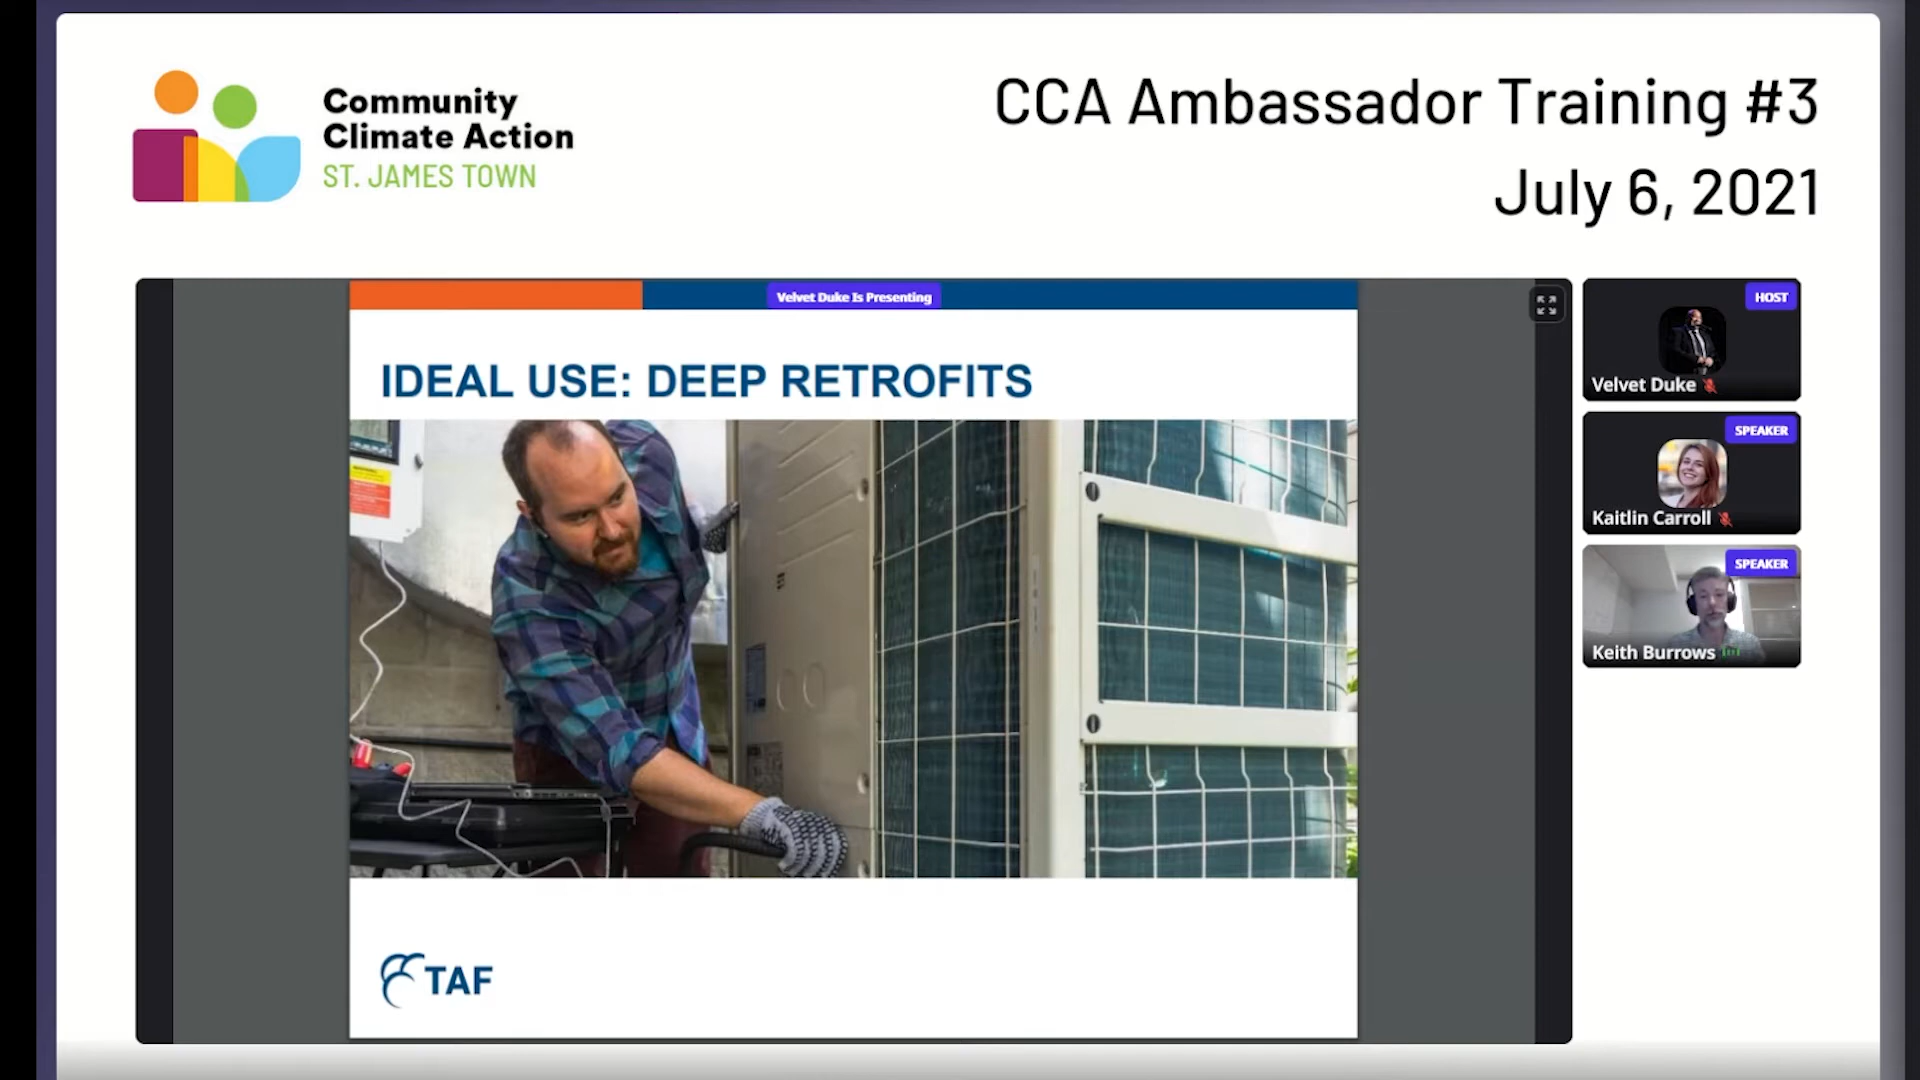 Community
Climate Action
ST. JAMES TOWN
CCA Ambassador Training #3
July 6, 2021
Velvet Duke Is Presenting
IDEAL USE: DEEP RETROFITS
TAF
HOST
Velvet Duke
SPEAKER
Kaitlin Carroll
SPEAKER
Keith Burrows